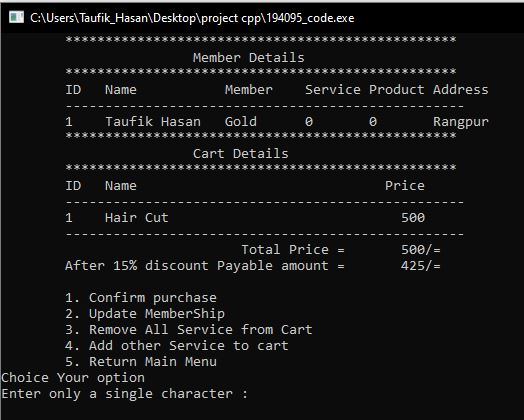 C:\Users\Taufik_Hasan\Desktop\project cpp\194095_code.exe
*************************************************
Member Details
*************************************************
ID Name Member Service Product Address
--------------------------------------------------
1 Taufik Hasan Gold 0 0 Rangpur
*************************************************
Cart Details
*************************************************
ID Name Price
--------------------------------------------------
1 Hair Cut 500
--------------------------------------------------
Total Price = 500/=
After 15% discount Payable amount = 425/=
1. Confirm purchase
2. Update MemberShip
3. Remove All Service from Cart
4. Add other Service to cart
5. Return Main Menu
Choice Your option
Enter only a single character :